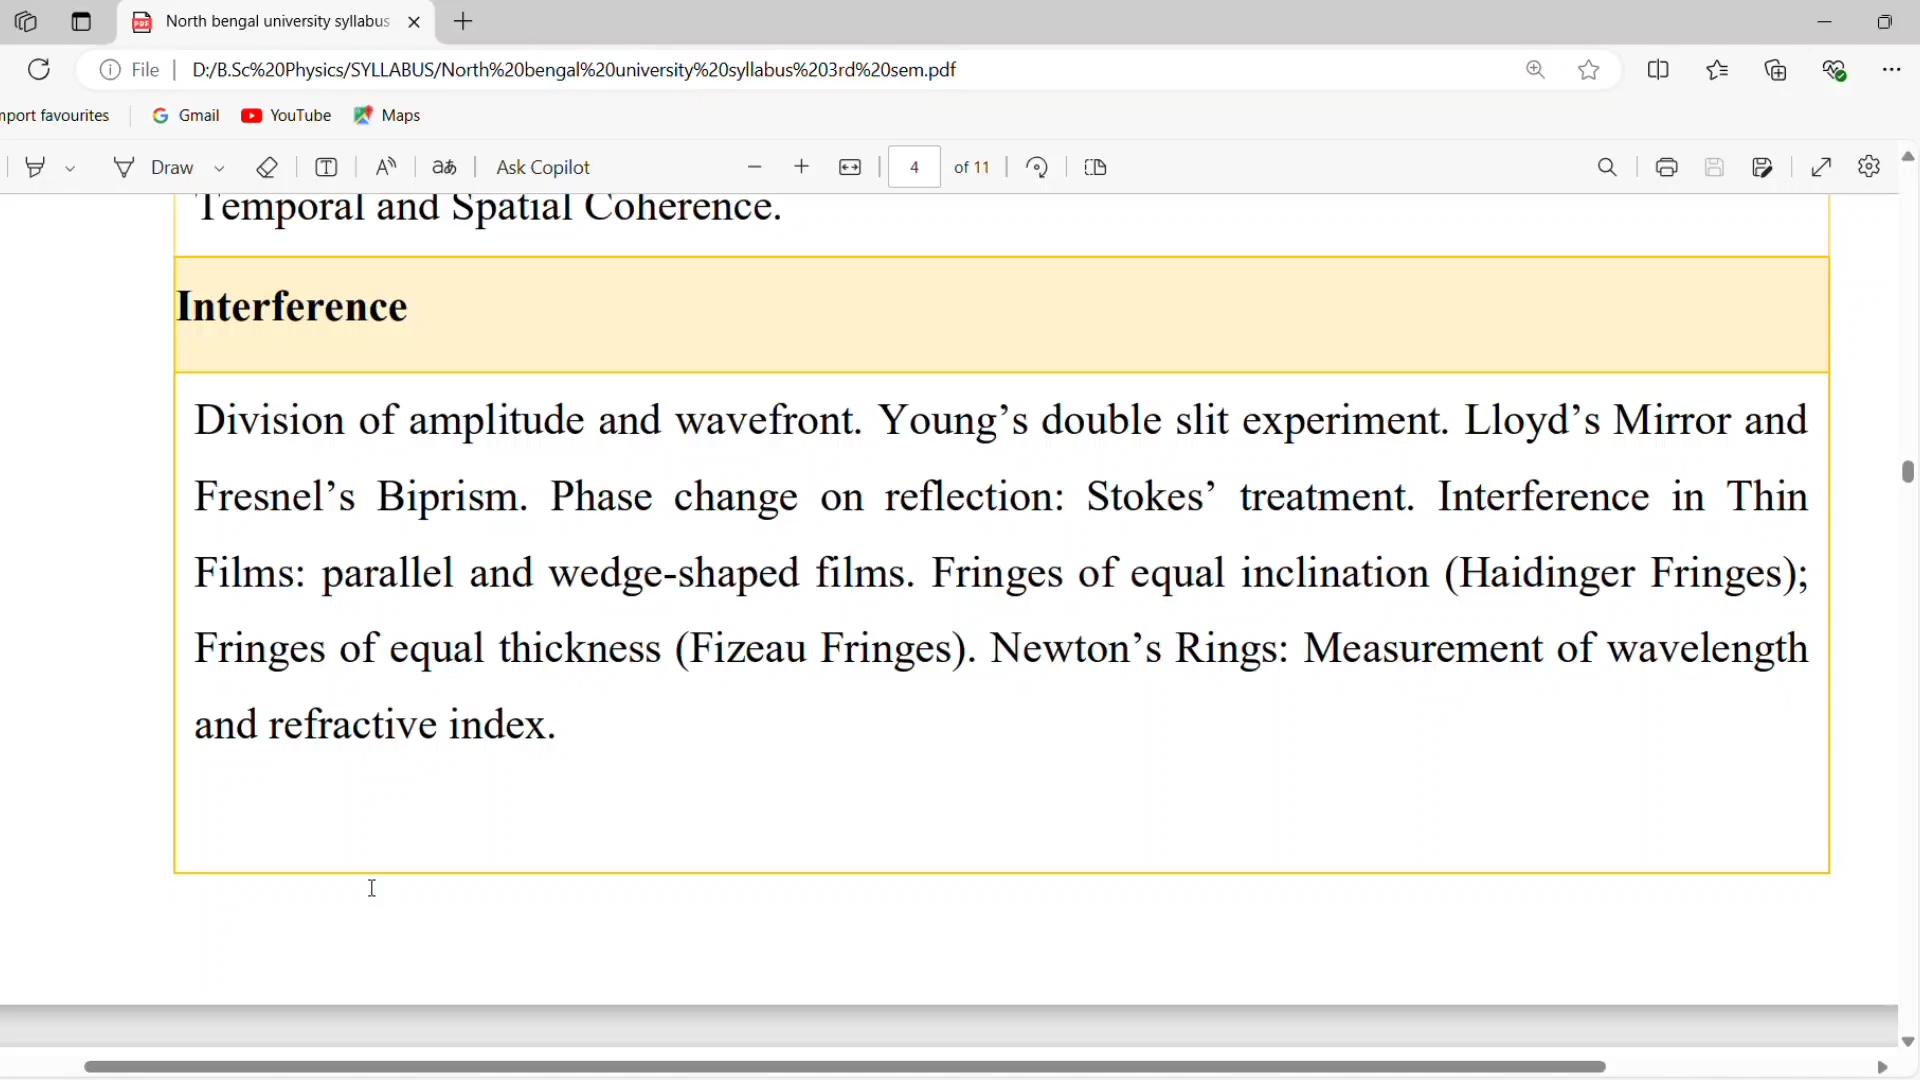 North bengal university syllabus
File
D:/B.Sc%20Physics/SYLLABUS/North%20bengal%20university%20syllabus%203rd%20sem.pdf
mport favourites
Gmail
YouTube
Maps
Draw
Ask Copilot
4
of 11
Temporal and Spatial Coherence.
Interference
Division of amplitude and wavefront. Young’s double slit experiment. Lloyd’s Mirror and
Fresnel’s Biprism. Phase change on reflection: Stokes’ treatment. Interference in Thin
Films: parallel and wedge-shaped films. Fringes of equal inclination (Haidinger Fringes);
Fringes of equal thickness (Fizeau Fringes). Newton’s Rings: Measurement of wavelength
and refractive index.